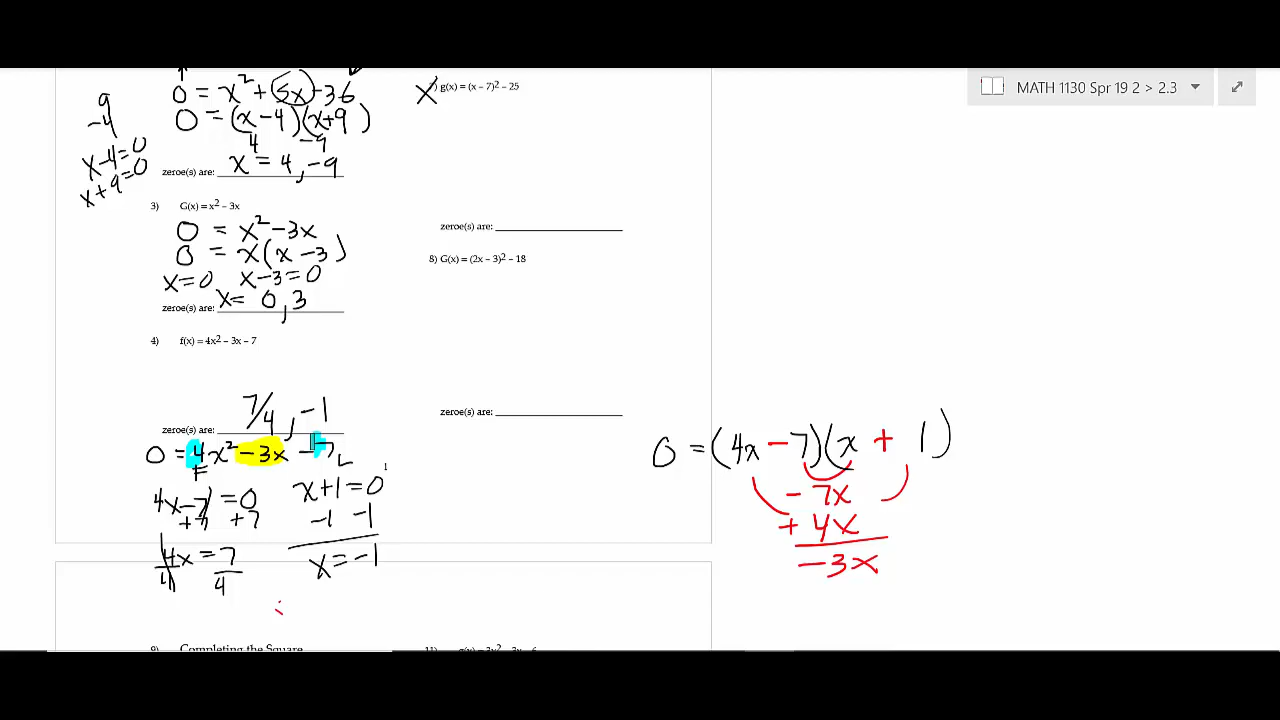 MATH 1130 Spr 19 2 > 2.3
0 = x² + 5x - 36
0 = (x - 4)(x + 9)
4 -9
9
-4
x - 4 = 0
x + 9 = 0
zeroe(s) are: x = 4, -9
3) G(x) = x² – 3x
0 = x² - 3x
0 = x(x - 3)
x = 0 x - 3 = 0
zeroe(s) are: x = 0, 3
4) f(x) = 4x² – 3x – 7
zeroe(s) are: 7/4, -1
0 = 4x² - 3x - 7
F L
4x - 7 = 0 x + 1 = 0
+7 +7 -1 -1
4x = 7 x = -1
4 4
x ) g(x) = (x – 7)² – 25
zeroe(s) are:
8) G(x) = (2x – 3)² – 18
zeroe(s) are:
0 = (4x - 7)(x + 1)
- 7x
+ 4x
- 3x
9) Completing the Square